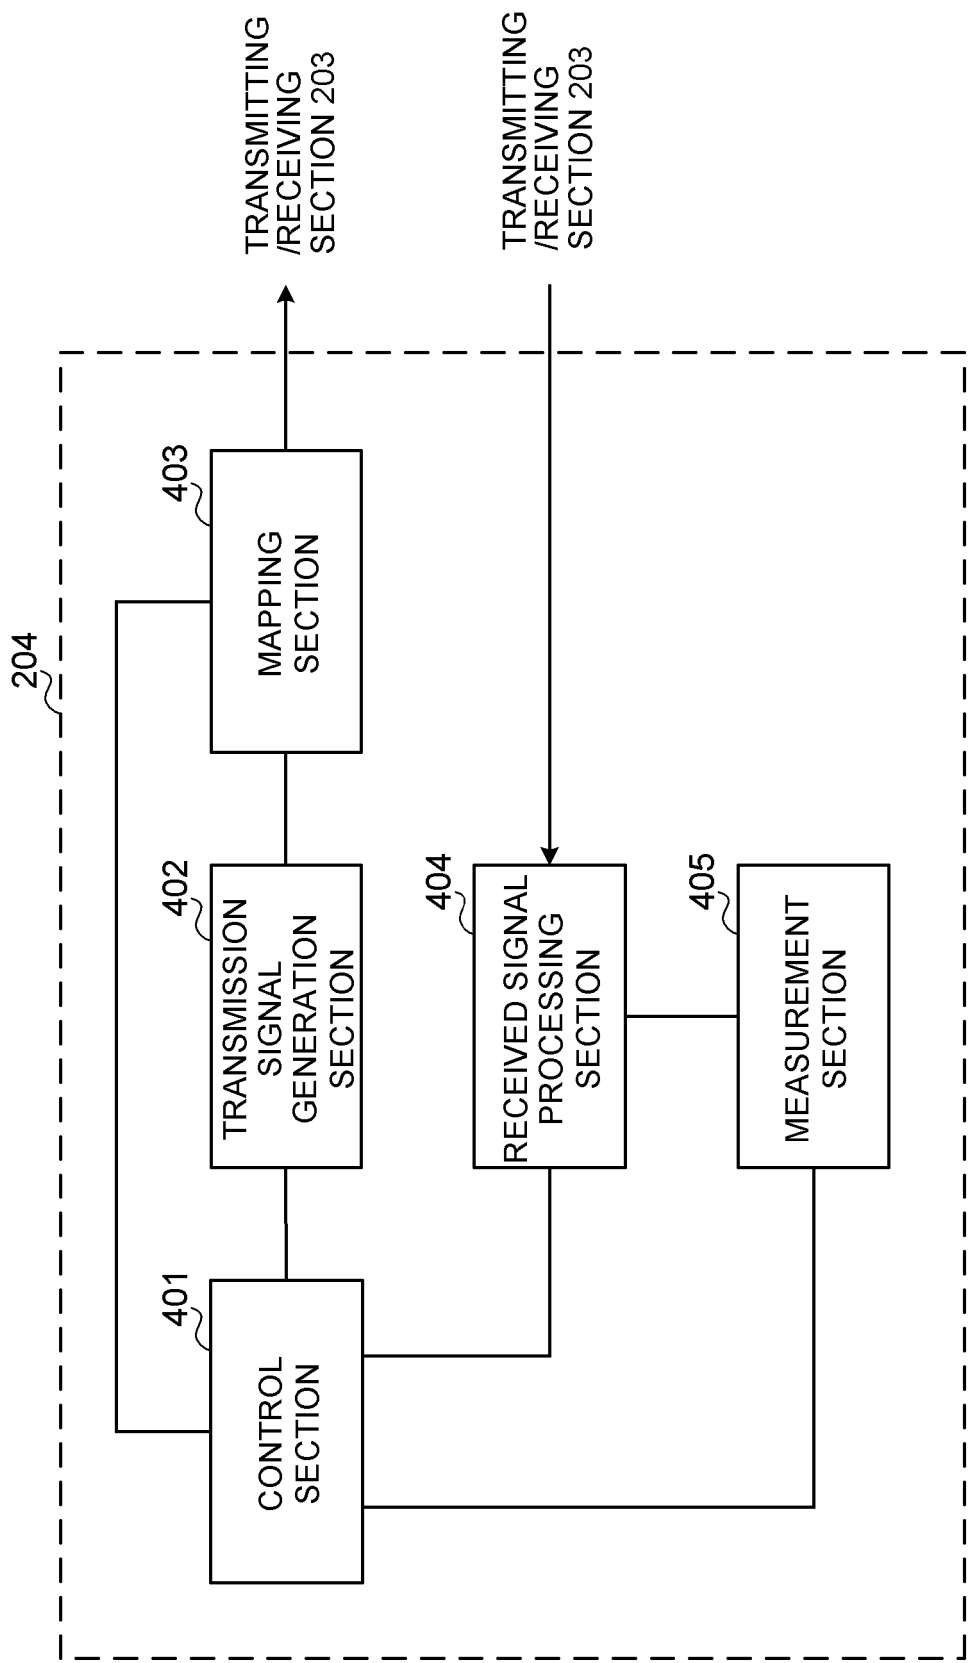 204
401
CONTROL
SECTION
402
TRANSMISSION
SIGNAL
GENERATION
SECTION
403
MAPPING
SECTION
TRANSMITTING
/RECEIVING
SECTION 203
404
RECEIVED SIGNAL
PROCESSING
SECTION
TRANSMITTING
/RECEIVING
SECTION 203
405
MEASUREMENT
SECTION